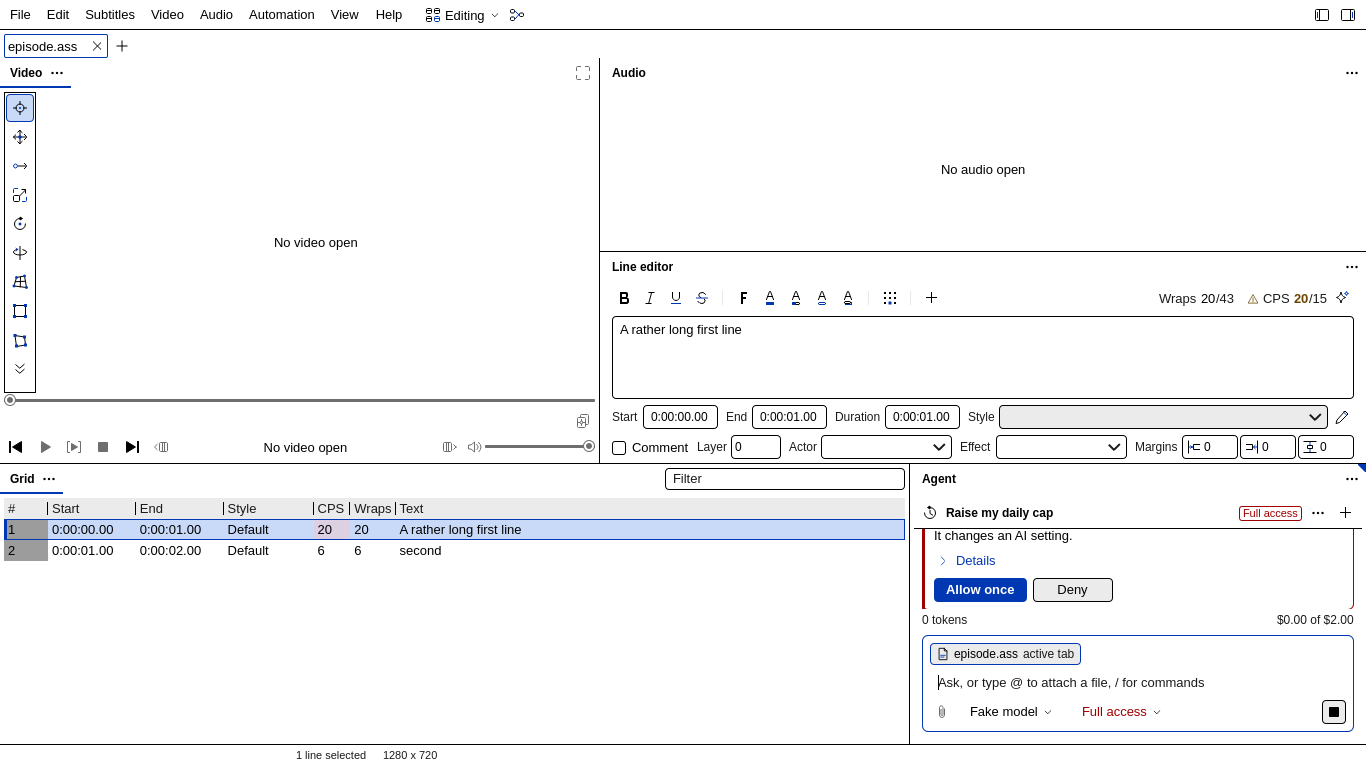 File Edit Subtitles Video Audio Automation View Help Editing
episode.ass
Video
No video open
No video open
Audio
No audio open
Line editor
B I U S F A A A A Wraps 20/43 CPS 20/15
A rather long first line
Start 0:00:00.00 End 0:00:01.00 Duration 0:00:01.00 Style
Comment Layer 0 Actor Effect Margins 0 0 0
Grid Filter
# Start End Style CPS Wraps Text
1 0:00:00.00 0:00:01.00 Default 20 20 A rather long first line
2 0:00:01.00 0:00:02.00 Default 6 6 second
Agent
Raise my daily cap Full access
It changes an AI setting.
Details
Allow once Deny
0 tokens $0.00 of $2.00
episode.ass active tab
Ask, or type @ to attach a file, / for commands
Fake model Full access
1 line selected 1280 x 720